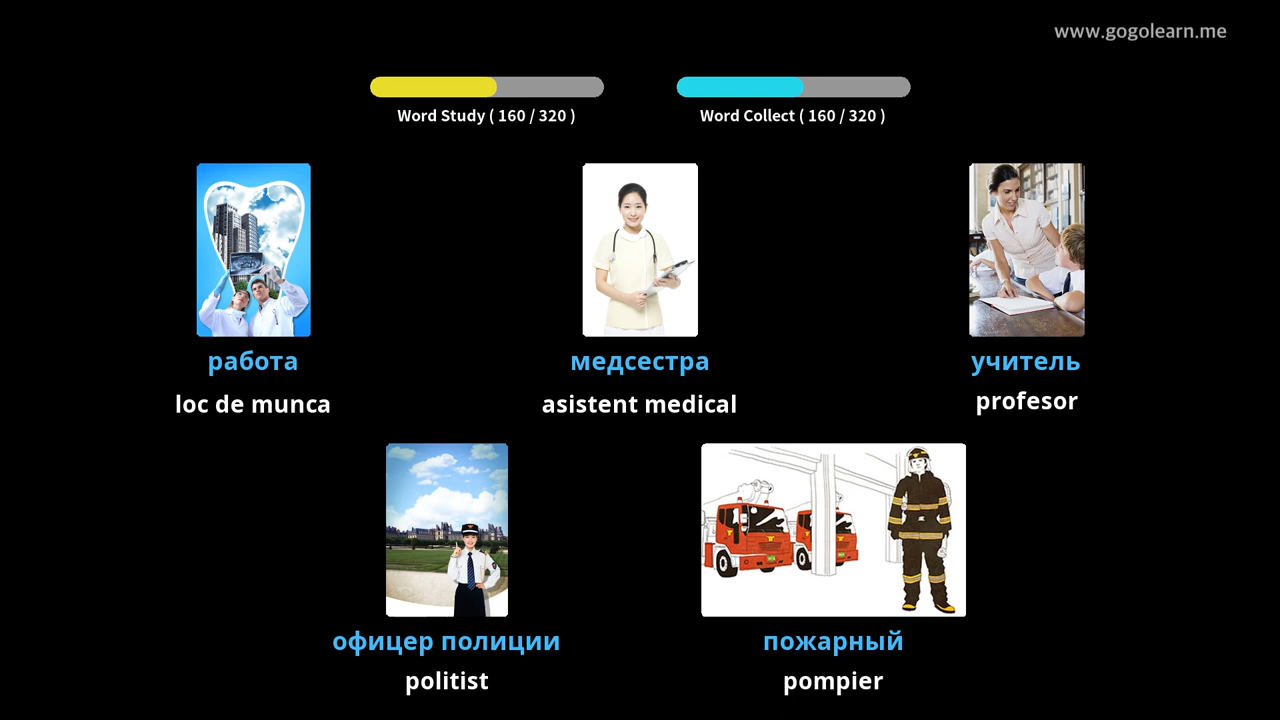 www.gogolearn.me
Word Study ( 160 / 320 )
Word Collect ( 160 / 320 )
работа
медсестра
учитель
loc de munca
asistent medical
profesor
офицер полиции
пожарный
politist
pompier